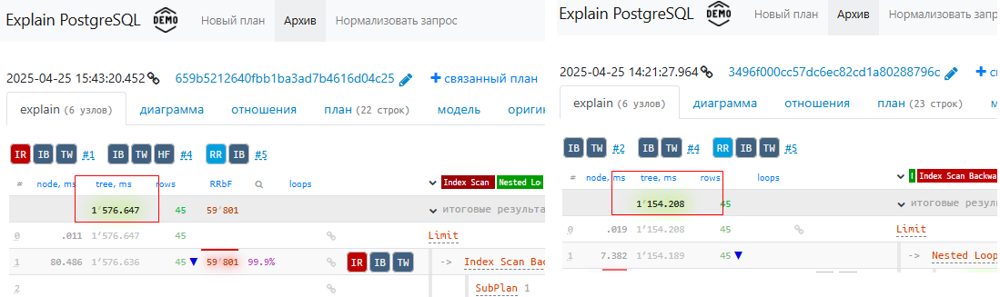 Explain PostgreSQL DEMO Новый план Архив Нормализовать запрос
2025-04-25 15:43:20.452 659b5212640fbb1ba3ad7b4616d04c25 связанный план
explain (6 узлов) диаграмма отношения план (22 строк) модель оригин
IR IB TW #1 IB TW HF #4 RR IB #5
# node, ms tree, ms rows RRbF loops Index Scan Nested Lo
1'576.647 45 59'801 итоговые результа
0 .011 1'576.647 45 Limit
1 80.486 1'576.636 45 59'801 99.9% IR IB TW -> Index Scan Bac
2 SubPlan 1
Explain PostgreSQL DEMO Новый план Архив Нормализовать запр
2025-04-25 14:21:27.964 3496f000cc57dc6ec82cd1a80288796c св
explain (6 узлов) диаграмма отношения план (23 строк) м
IB TW #2 IB TW #4 RR IB TW #5
# node, ms tree, ms rows loops Index Scan Backwa
1'154.208 45 итоговые результа
0 .019 1'154.208 45 Limit
1 7.382 1'154.189 45 -> Nested Loop